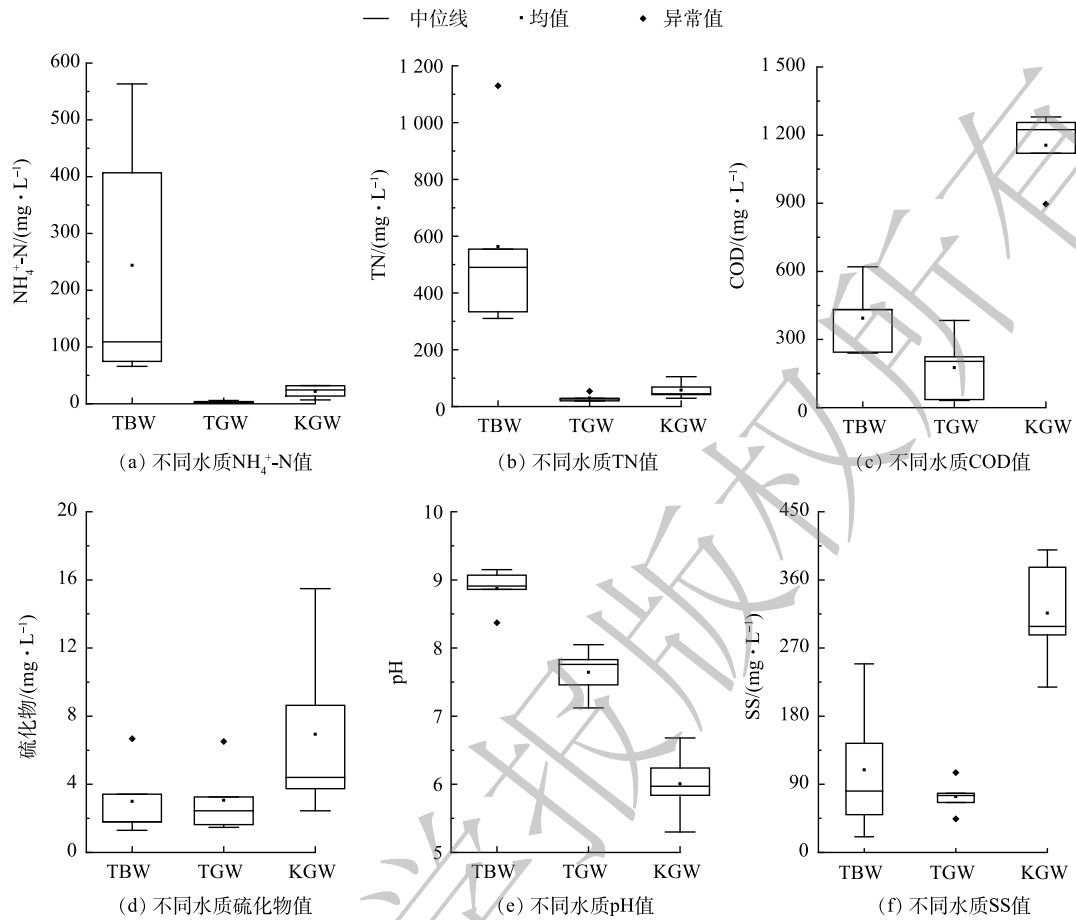 中位线 均值 异常值
600
500
400
300
200
100
0
NH₄⁺-N/(mg·L⁻¹)
TBW TGW KGW
(a) 不同水质NH₄⁺-N值
1 200
1 000
800
600
400
200
0
TN/(mg·L⁻¹)
TBW TGW KGW
(b) 不同水质TN值
1 500
1 200
900
600
300
0
COD/(mg·L⁻¹)
TBW TGW KGW
(c) 不同水质COD值
20
16
12
8
4
0
硫化物/(mg·L⁻¹)
TBW TGW KGW
(d) 不同水质硫化物值
10
9
8
7
6
5
pH
TBW TGW KGW
(e) 不同水质pH值
450
360
270
180
90
0
SS/(mg·L⁻¹)
TBW TGW KGW
(f) 不同水质SS值
学报版权所有